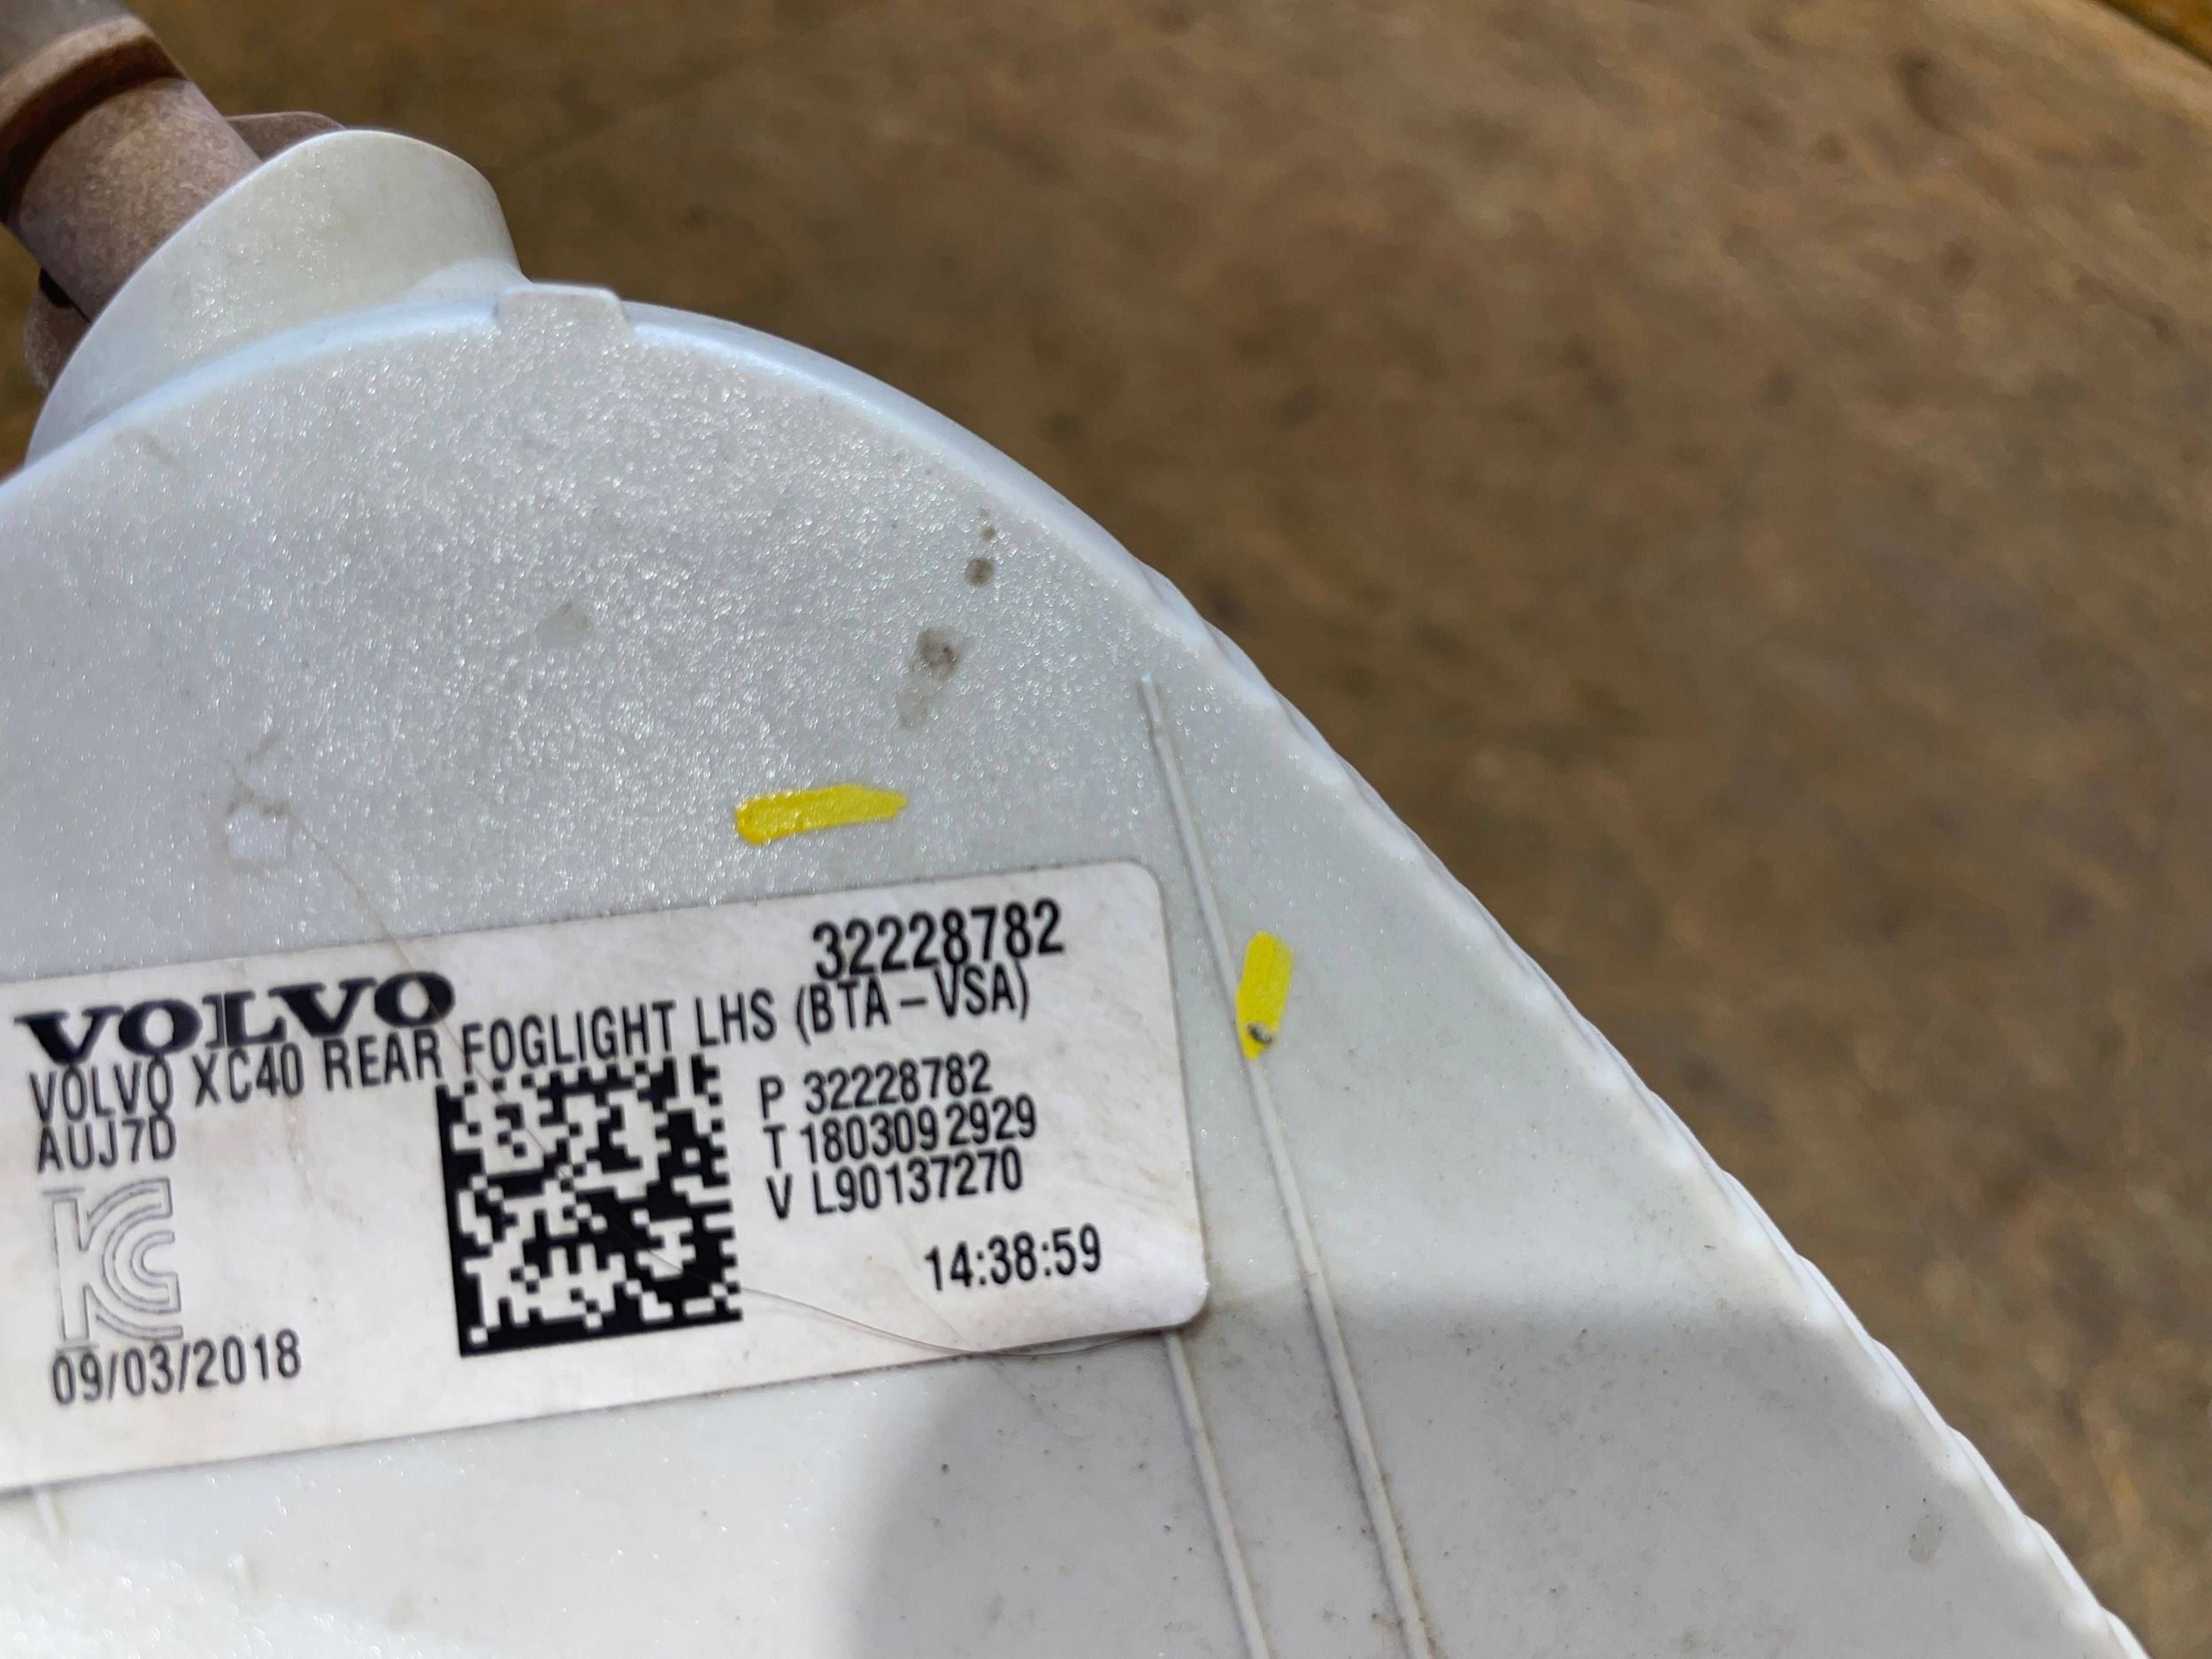 32228782
VOLVO
VOLVO XC40 REAR FOGLIGHT LHS (BTA-VSA)
AUJ7D
P 32228782
T 1803092929
V L90137270
KC
14:38:59
09/03/2018